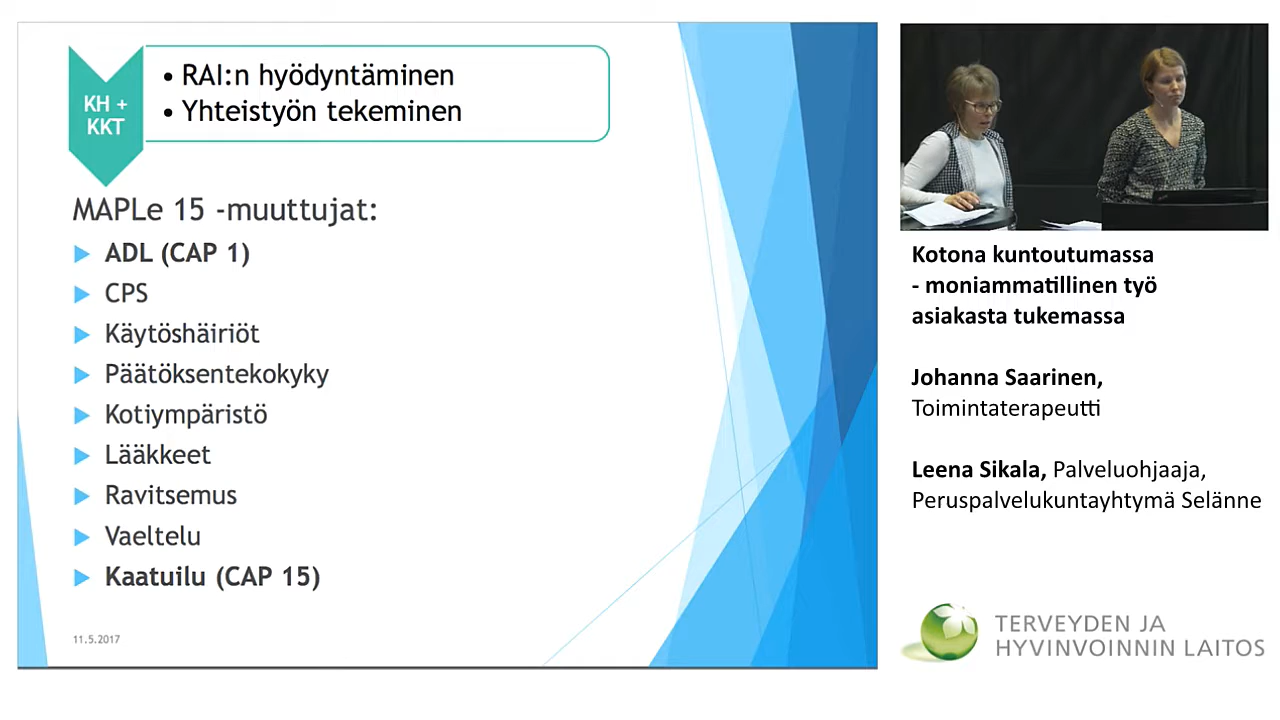 KH +
KKT
• RAI:n hyödyntäminen
• Yhteistyön tekeminen
MAPLe 15 -muuttujat:
ADL (CAP 1)
CPS
Käytöshäiriöt
Päätöksentekokyky
Kotiympäristö
Lääkkeet
Ravitsemus
Vaeltelu
Kaatuilu (CAP 15)
11.5.2017
Kotona kuntoutumassa
- moniammatillinen työ
asiakasta tukemassa
Johanna Saarinen,
Toimintaterapeutti
Leena Sikala, Palveluohjaaja,
Peruspalvelukuntayhtymä Selänne
TERVEYDEN JA
HYVINVOINNIN LAITOS